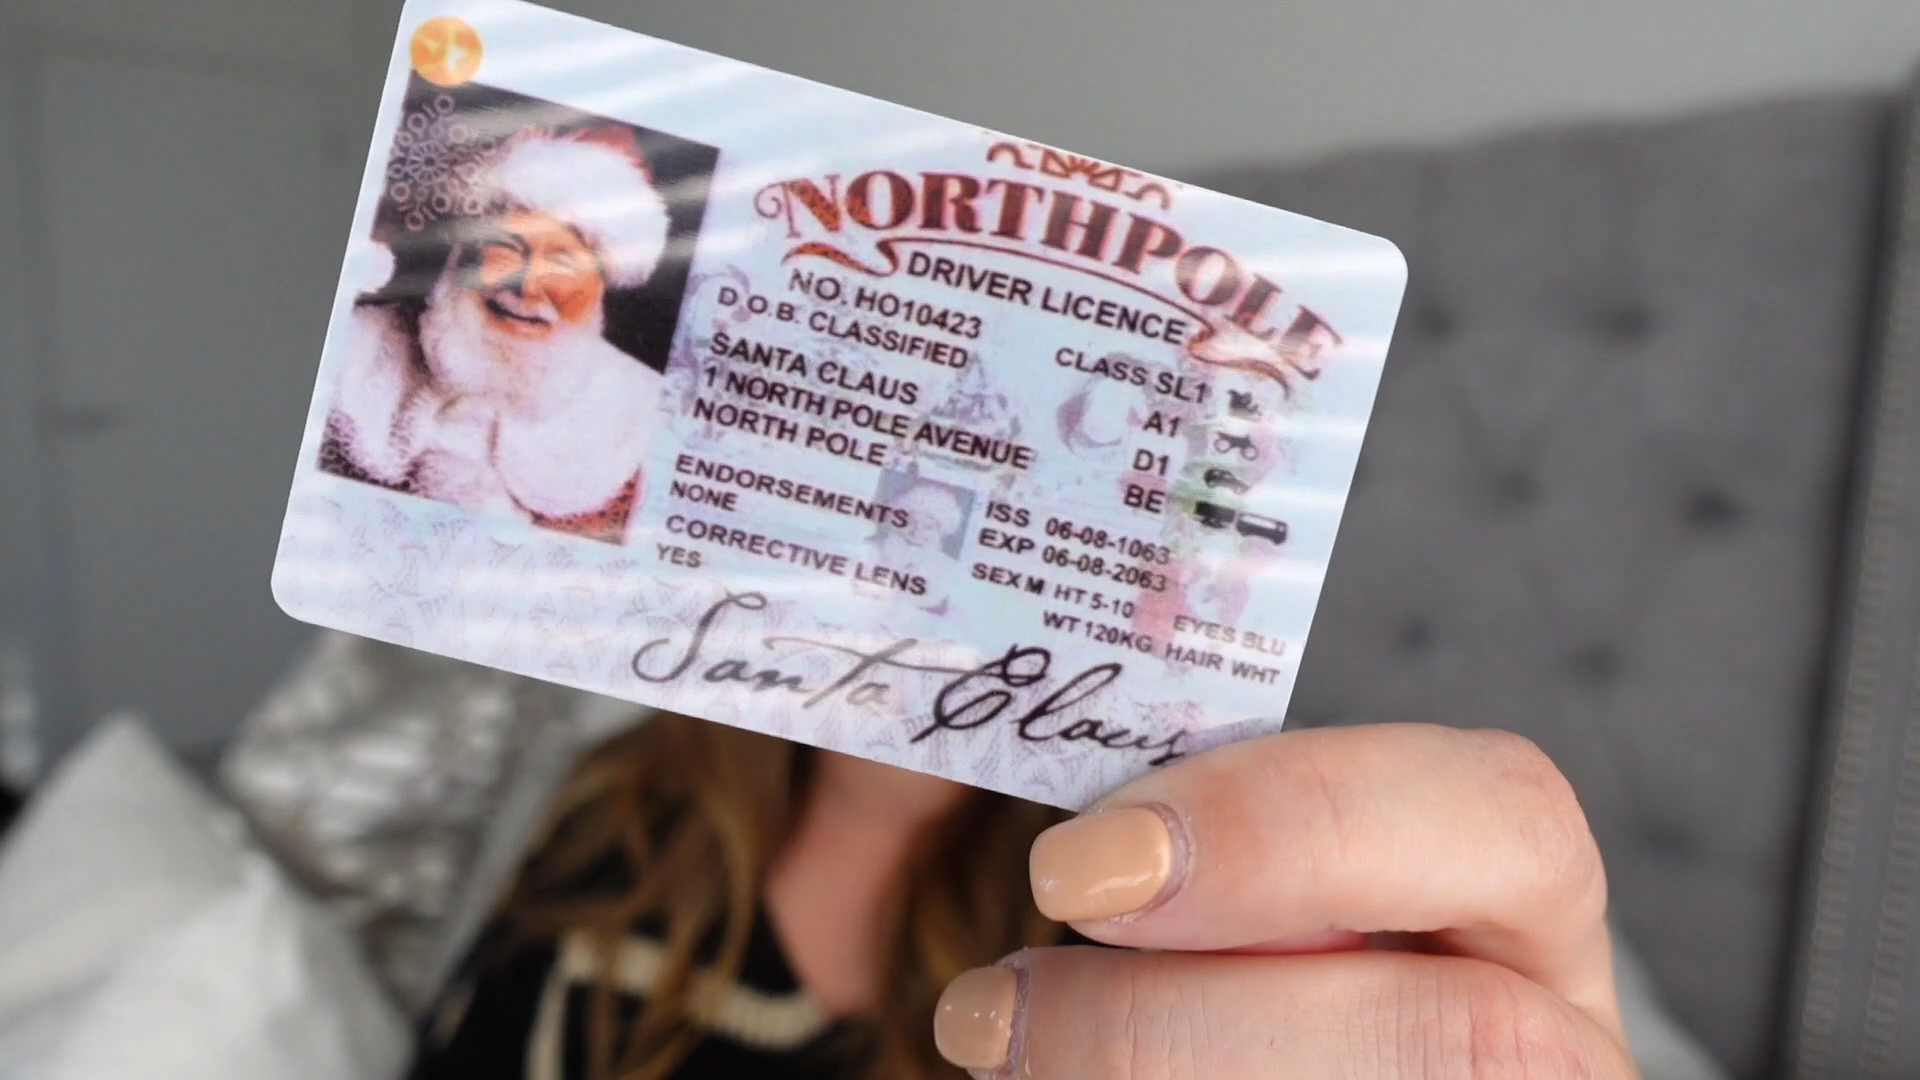 NORTHPOLE
DRIVER LICENCE
NO. HO10423
D.O.B. CLASSIFIED
SANTA CLAUS
1 NORTH POLE AVENUE
NORTH POLE
CLASS SL1
A1
D1
BE
ENDORSEMENTS
NONE
CORRECTIVE LENS
YES
ISS 06-08-1063
EXP 06-08-2063
SEX M HT 5-10 EYES BLU
WT 120KG HAIR WHT
Santa Claus